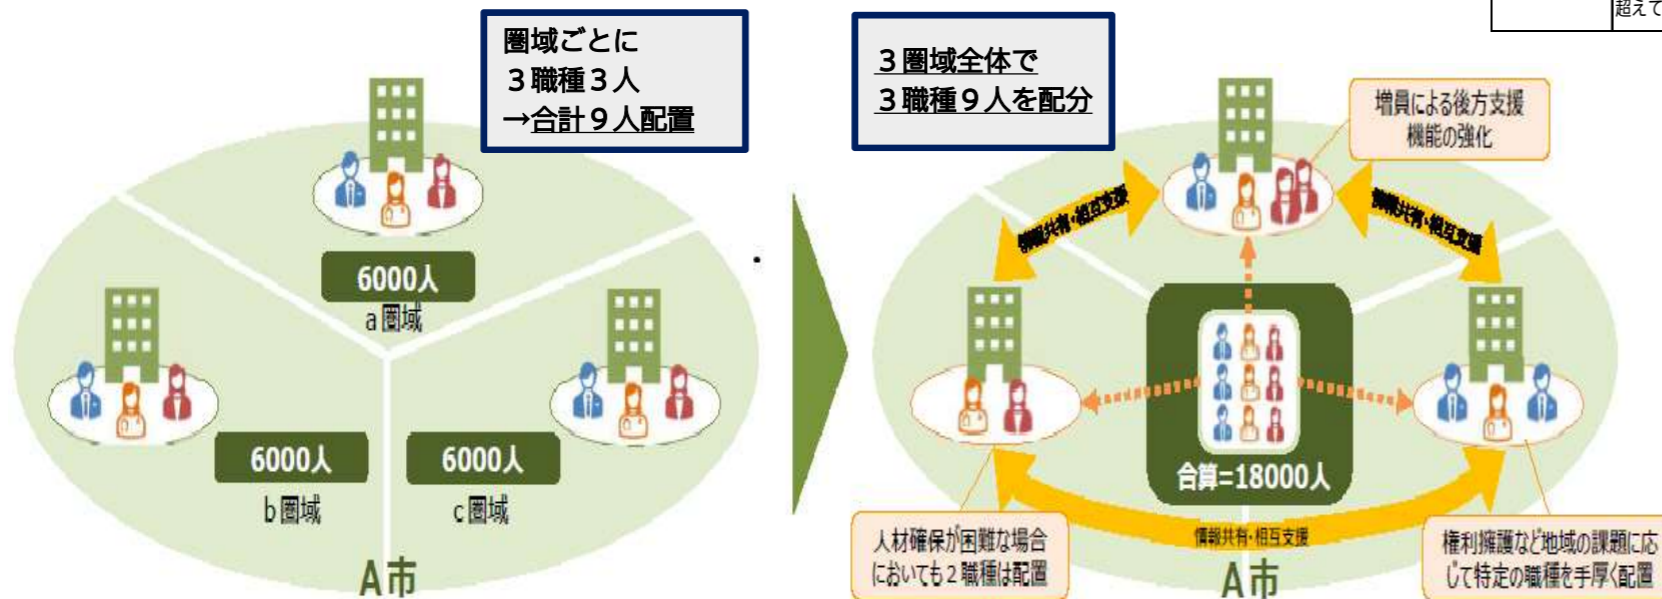 圏域ごとに
３職種３人
→合計９人配置
6000人
a圏域
6000人
b圏域
6000人
c圏域
A市
超えて
３圏域全体で
３職種９人を配分
増員による後方支援
機能の強化
情報共有・相互支援
情報共有・相互支援
合算=18000人
情報共有・相互支援
人材確保が困難な場合
においても２職種は配置
権利擁護など地域の課題に応
じて特定の職種を手厚く配置
A市